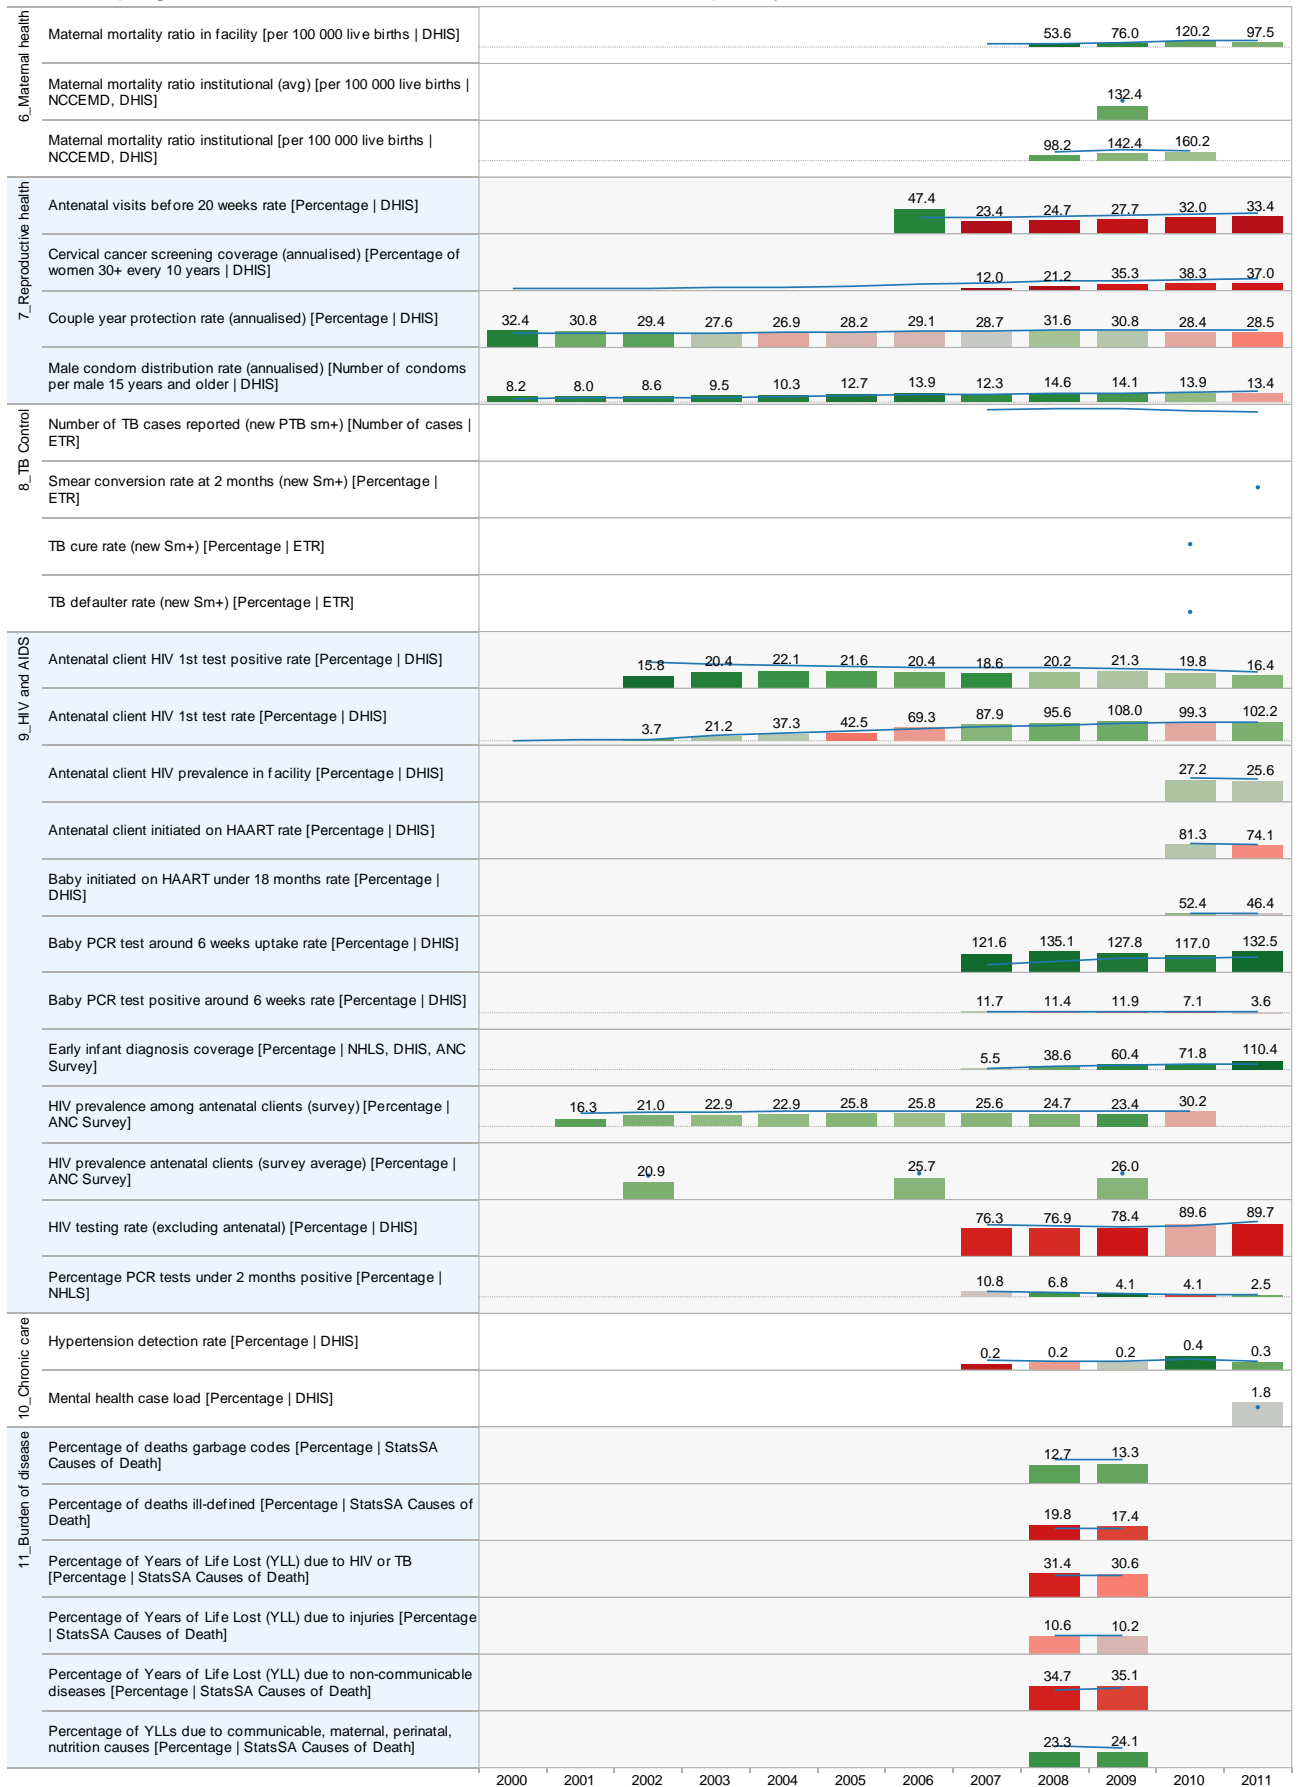 6_Maternal health
Maternal mortality ratio in facility [per 100 000 live births | DHIS]
53.6 76.0 120.2 97.5
Maternal mortality ratio institutional (avg) [per 100 000 live births |
NCCEMD, DHIS]
132.4
Maternal mortality ratio institutional [per 100 000 live births |
NCCEMD, DHIS]
98.2 142.4 160.2
7_Reproductive health
Antenatal visits before 20 weeks rate [Percentage | DHIS]
47.4 23.4 24.7 27.7 32.0 33.4
Cervical cancer screening coverage (annualised) [Percentage of
women 30+ every 10 years | DHIS]
12.0 21.2 35.3 38.3 37.0
Couple year protection rate (annualised) [Percentage | DHIS]
32.4 30.8 29.4 27.6 26.9 28.2 29.1 28.7 31.6 30.8 28.4 28.5
Male condom distribution rate (annualised) [Number of condoms
per male 15 years and older | DHIS]
8.2 8.0 8.6 9.5 10.3 12.7 13.9 12.3 14.6 14.1 13.9 13.4
8_TB Control
Number of TB cases reported (new PTB sm+) [Number of cases |
ETR]
Smear conversion rate at 2 months (new Sm+) [Percentage |
ETR]
TB cure rate (new Sm+) [Percentage | ETR]
TB defaulter rate (new Sm+) [Percentage | ETR]
9_HIV and AIDS
Antenatal client HIV 1st test positive rate [Percentage | DHIS]
15.8 20.4 22.1 21.6 20.4 18.6 20.2 21.3 19.8 16.4
Antenatal client HIV 1st test rate [Percentage | DHIS]
3.7 21.2 37.3 42.5 69.3 87.9 95.6 108.0 99.3 102.2
Antenatal client HIV prevalence in facility [Percentage | DHIS]
27.2 25.6
Antenatal client initiated on HAART rate [Percentage | DHIS]
81.3 74.1
Baby initiated on HAART under 18 months rate [Percentage |
DHIS]
52.4 46.4
Baby PCR test around 6 weeks uptake rate [Percentage | DHIS]
121.6 135.1 127.8 117.0 132.5
Baby PCR test positive around 6 weeks rate [Percentage | DHIS]
11.7 11.4 11.9 7.1 3.6
Early infant diagnosis coverage [Percentage | NHLS, DHIS, ANC
Survey]
5.5 38.6 60.4 71.8 110.4
HIV prevalence among antenatal clients (survey) [Percentage |
ANC Survey]
16.3 21.0 22.9 22.9 25.8 25.8 25.6 24.7 23.4 30.2
HIV prevalence antenatal clients (survey average) [Percentage |
ANC Survey]
20.9 25.7 26.0
HIV testing rate (excluding antenatal) [Percentage | DHIS]
76.3 76.9 78.4 89.6 89.7
Percentage PCR tests under 2 months positive [Percentage |
NHLS]
10.8 6.8 4.1 4.1 2.5
10_Chronic care
Hypertension detection rate [Percentage | DHIS]
0.2 0.2 0.2 0.4 0.3
Mental health case load [Percentage | DHIS]
1.8
11_Burden of disease
Percentage of deaths garbage codes [Percentage | StatsSA
Causes of Death]
12.7 13.3
Percentage of deaths ill-defined [Percentage | StatsSA Causes of
Death]
19.8 17.4
Percentage of Years of Life Lost (YLL) due to HIV or TB
[Percentage | StatsSA Causes of Death]
31.4 30.6
Percentage of Years of Life Lost (YLL) due to injuries [Percentage
| StatsSA Causes of Death]
10.6 10.2
Percentage of Years of Life Lost (YLL) due to non-communicable
diseases [Percentage | StatsSA Causes of Death]
34.7 35.1
Percentage of YLLs due to communicable, maternal, perinatal,
nutrition causes [Percentage | StatsSA Causes of Death]
23.3 24.1
2000 2001 2002 2003 2004 2005 2006 2007 2008 2009 2010 2011